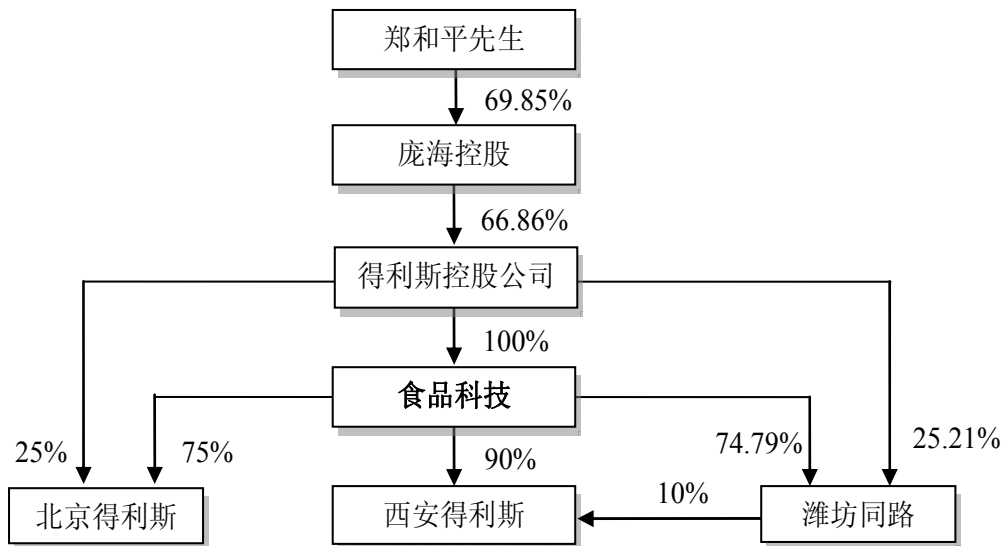 郑和平先生
69.85%
庞海控股
66.86%
得利斯控股公司
100%
食品科技
25%
75%
90%
74.79%
25.21%
10%
北京得利斯
西安得利斯
潍坊同路